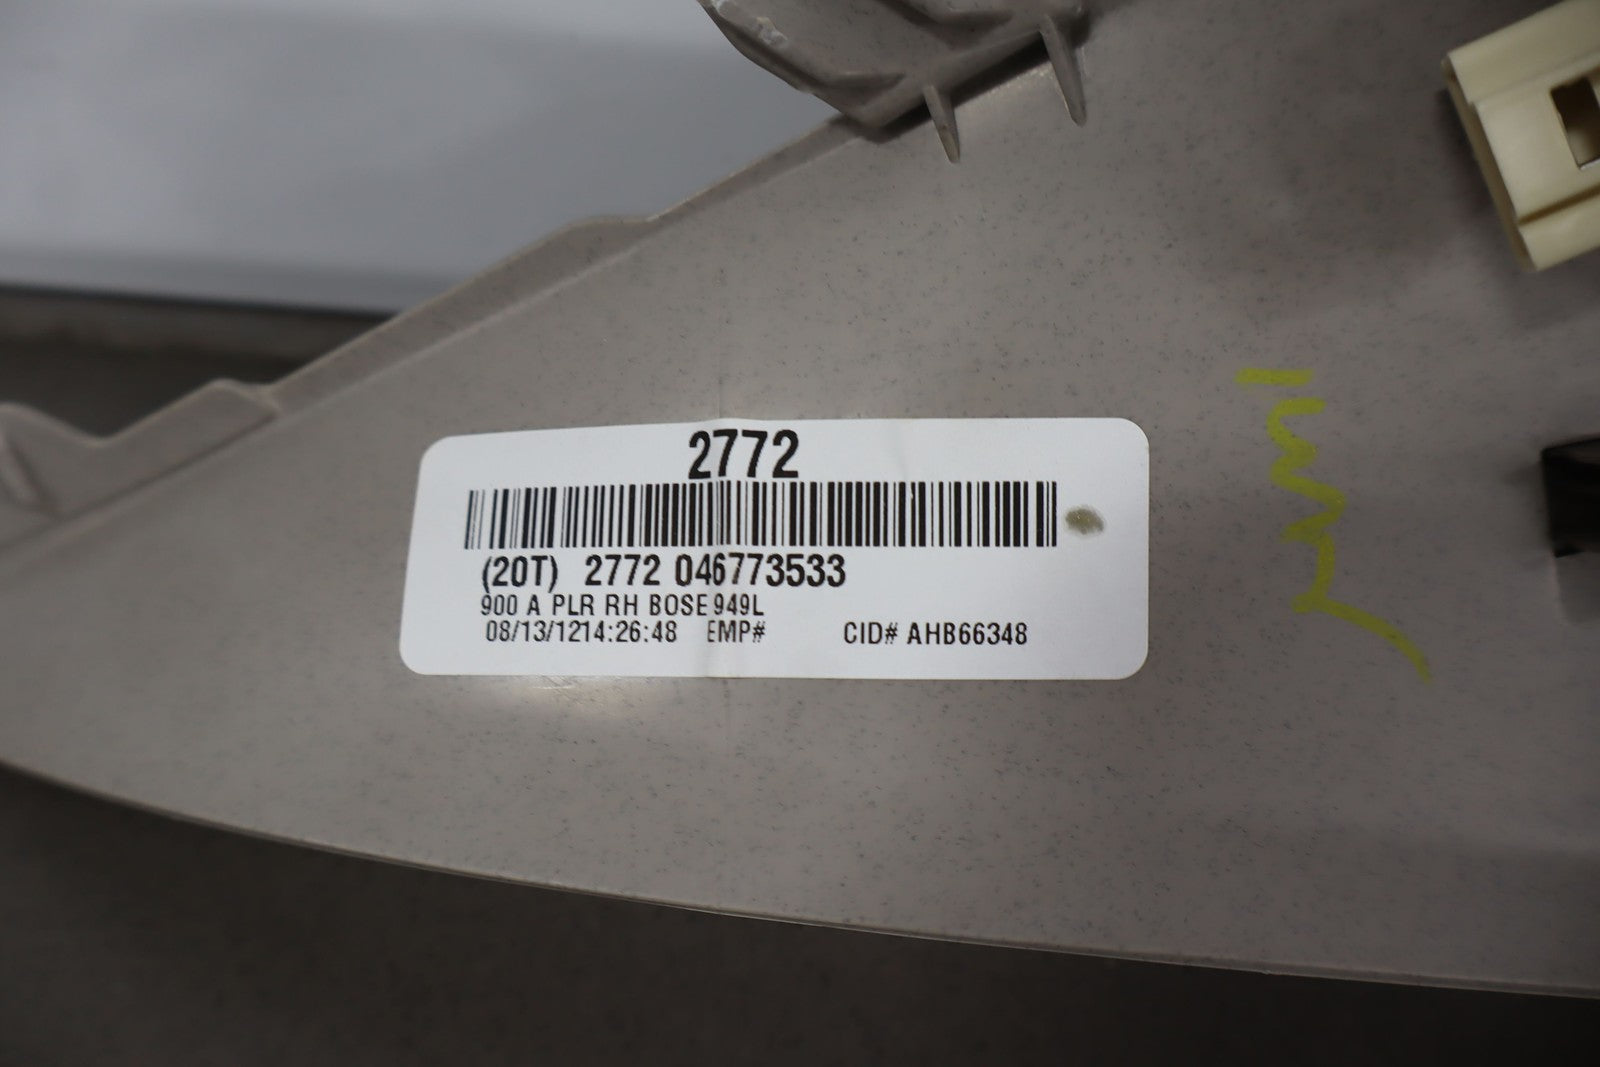 2772
(20T) 2772 046773533
900 A PLR RH BOSE 949L
08/13/1214:26:48 EMP# CID# AHB66348